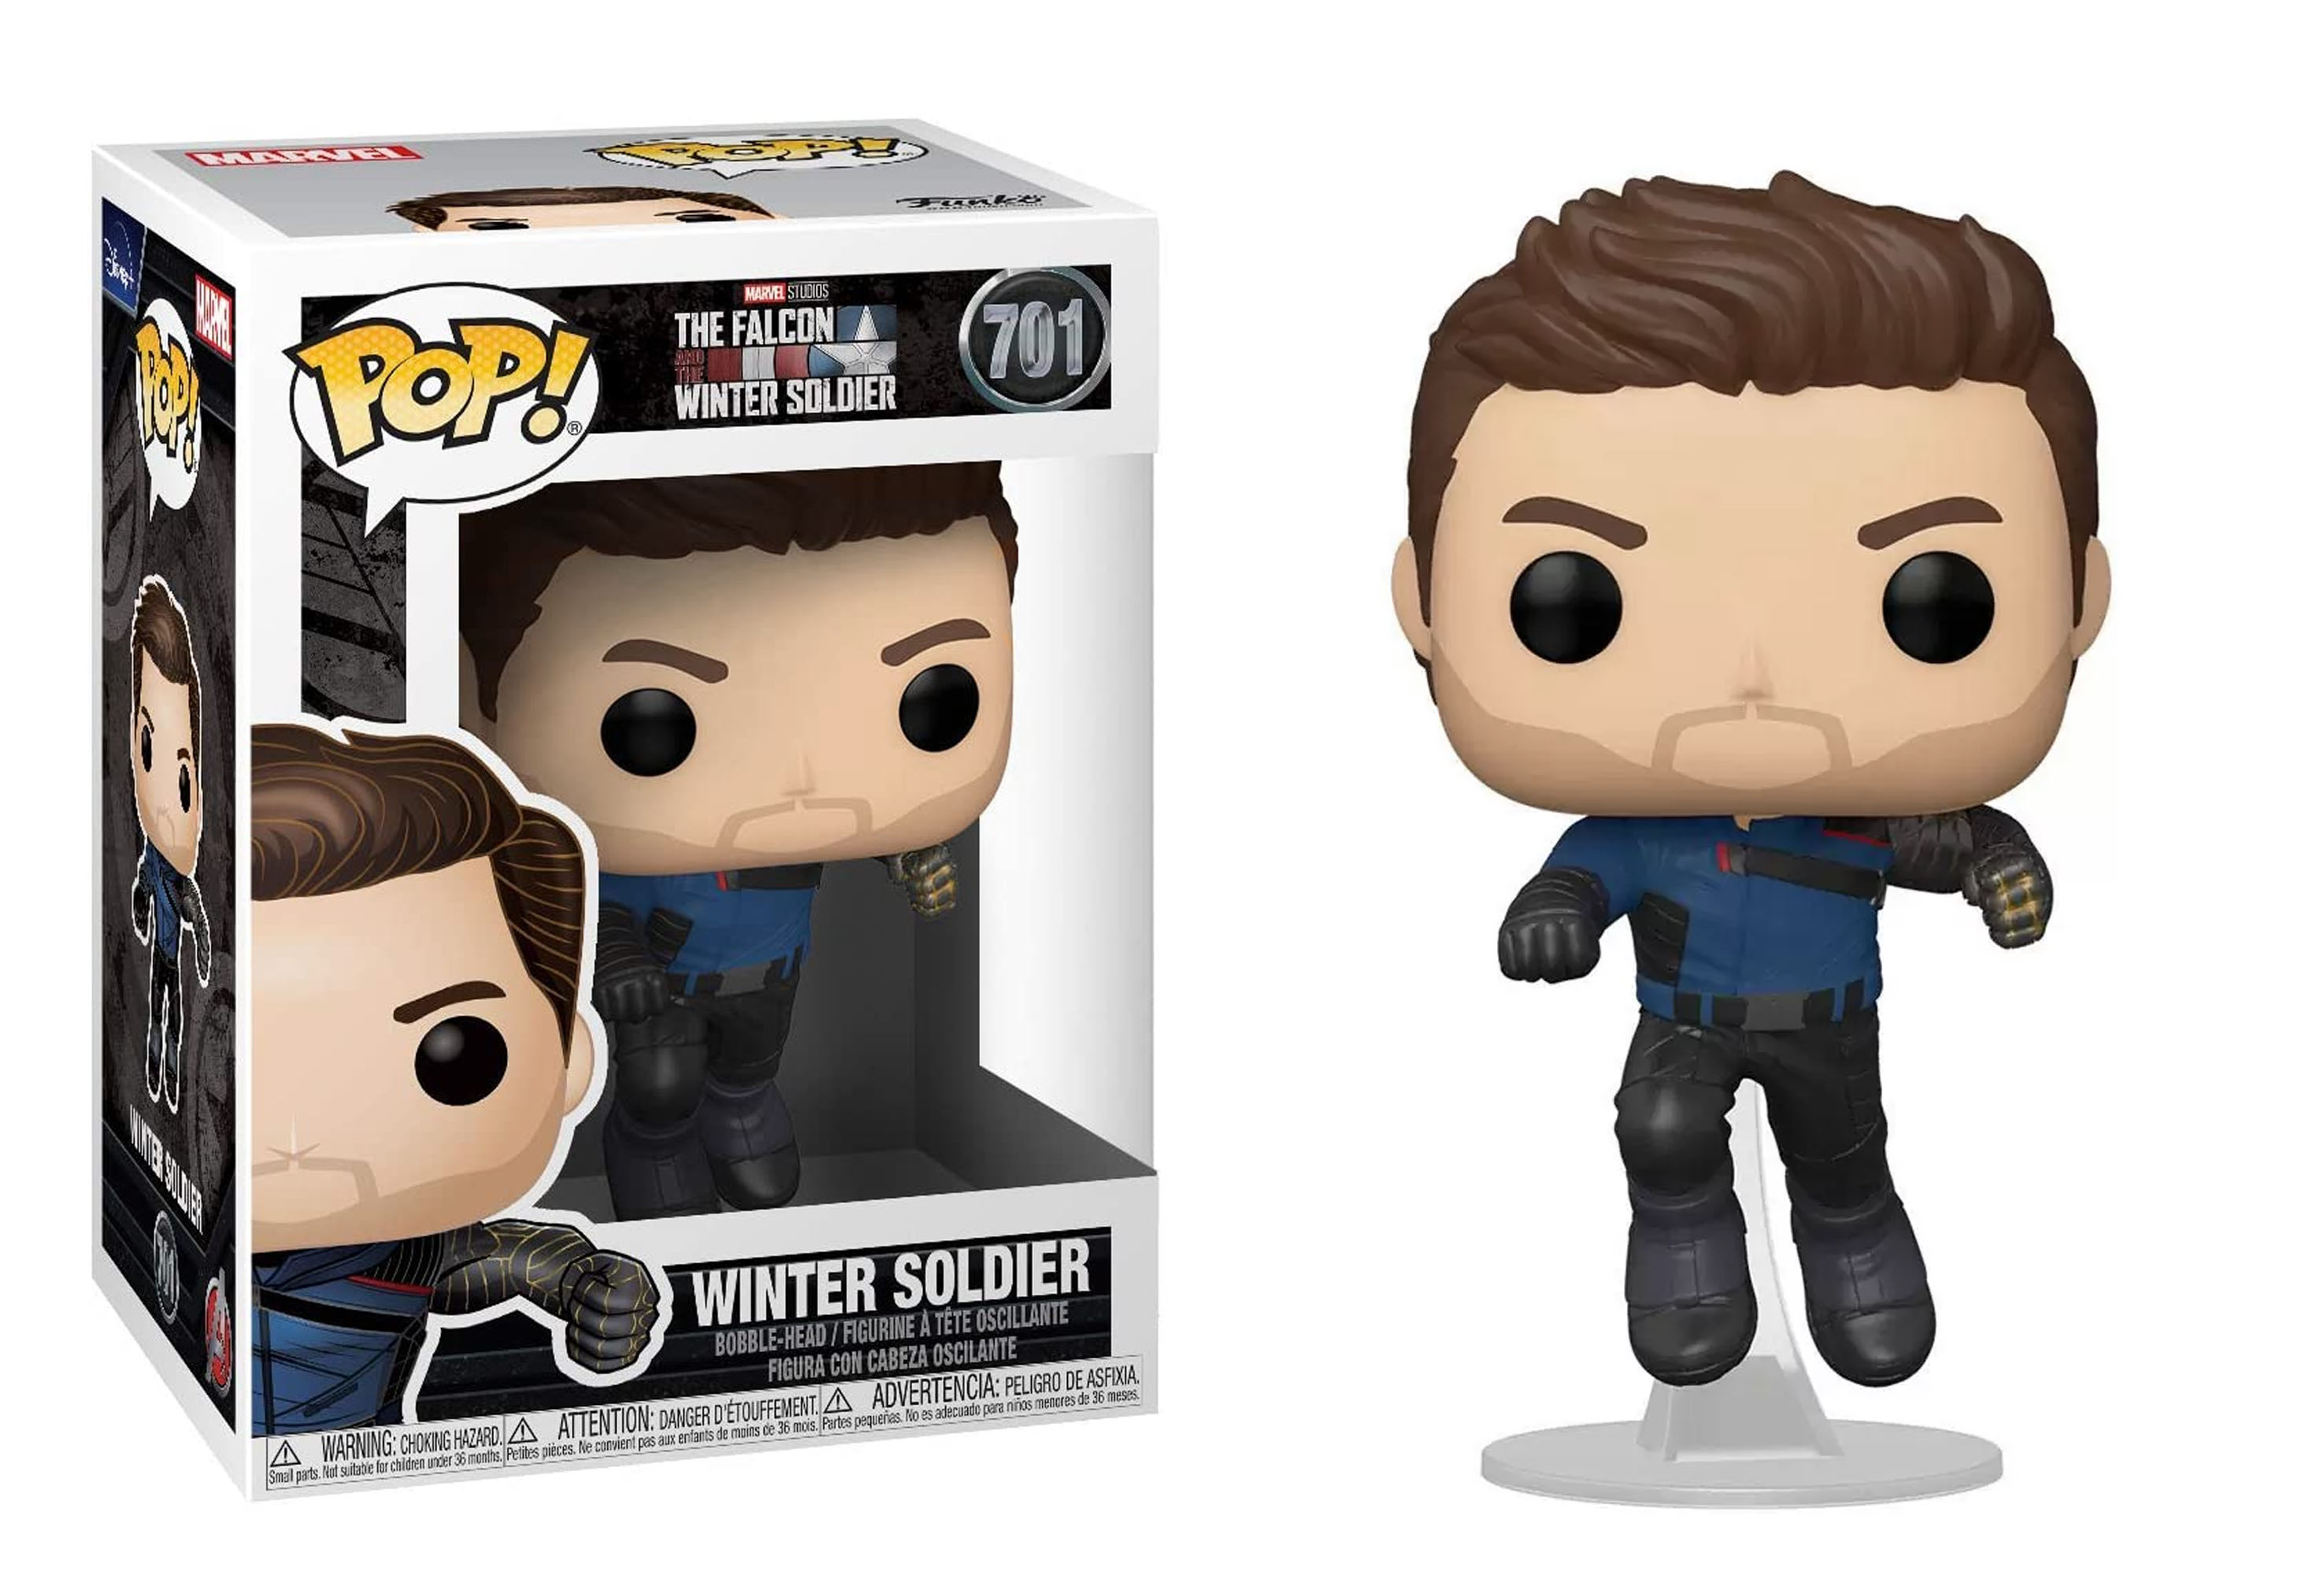 MARVEL
POP!
Funko
Disney+
MARVEL
POP!
WINTER SOLDIER
701
POP!®
MARVEL STUDIOS
THE FALCON
AND
THE
WINTER SOLDIER
701
WINTER SOLDIER
BOBBLE-HEAD / FIGURINE À TÊTE OSCILLANTE
FIGURA CON CABEZA OSCILANTE
WARNING: CHOKING HAZARD.
Small parts. Not suitable for children under 36 months.
ATTENTION: DANGER D'ÉTOUFFEMENT.
Petites pièces. Ne convient pas aux enfants de moins de 36 mois.
ADVERTENCIA: PELIGRO DE ASFIXIA.
Partes pequeñas. No es adecuado para niños menores de 36 meses.